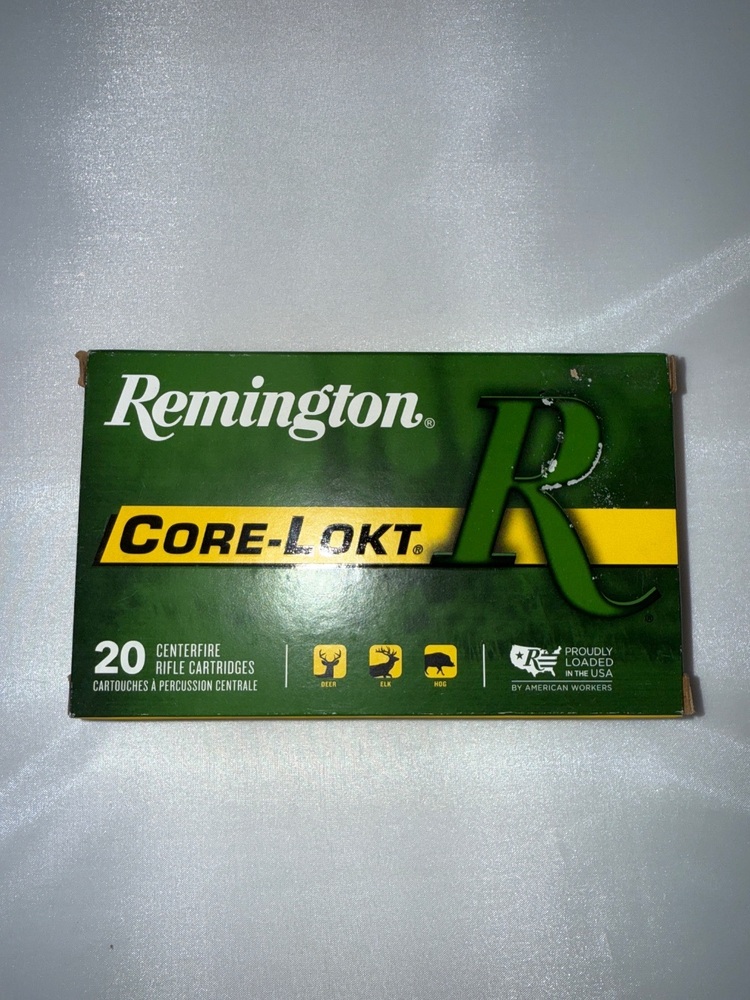 Remington®
CORE-LOKT®
R
20 CENTERFIRE
RIFLE CARTRIDGES
CARTOUCHES À PERCUSSION CENTRALE
DEER
ELK
HOG
R
PROUDLY
LOADED
IN THE USA
BY AMERICAN WORKERS